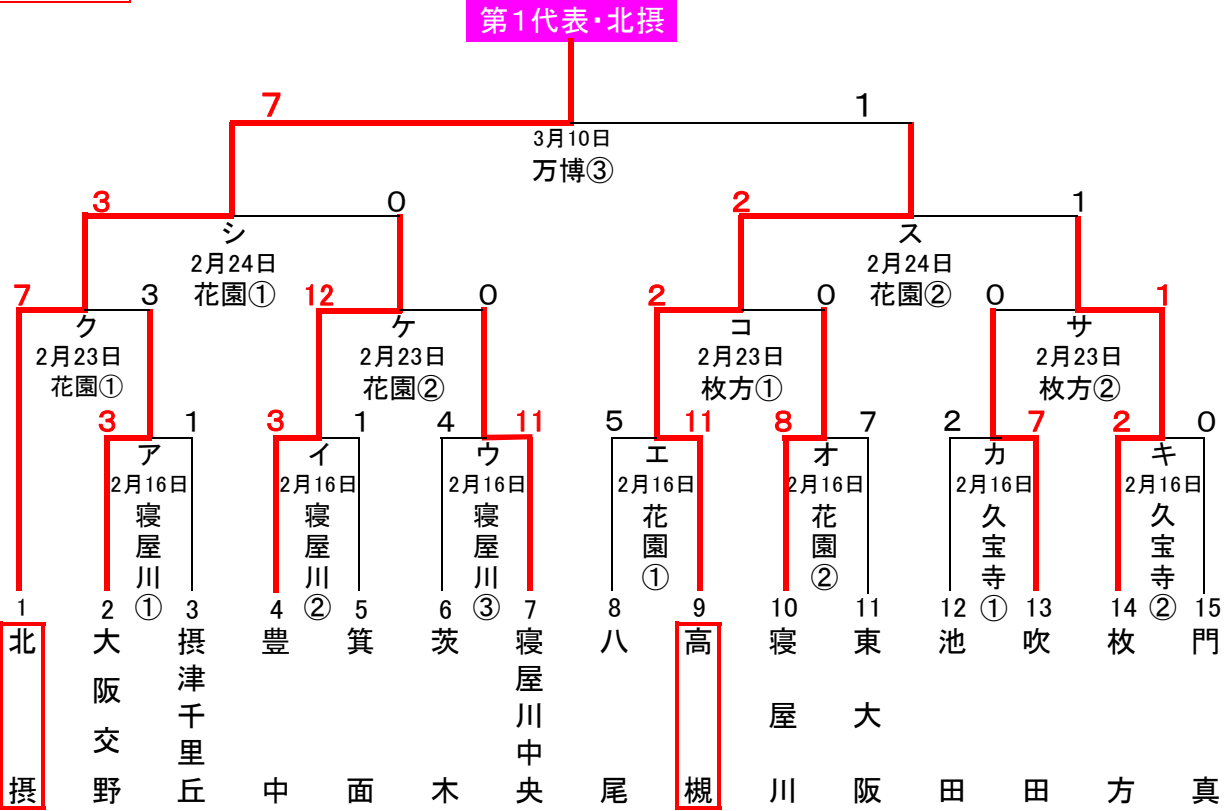 第1代表・北摂
7 1
3月10日
万博③
3 0 2 1
シ ス
2月24日 2月24日
花園① 花園②
7 3 12 0 2 0 0 1
ク ケ コ サ
2月23日 2月23日 2月23日 2月23日
花園① 花園② 枚方① 枚方②
3 1 3 1 4 11 5 11 8 7 2 7 2 0
ア イ ウ エ オ カ キ
2月16日 2月16日 2月16日 2月16日 2月16日 2月16日 2月16日
寝屋川① 寝屋川② 寝屋川③ 花園① 花園② 久宝寺① 久宝寺②
1 2 3 4 5 6 7 8 9 10 11 12 13 14 15
北摂
大阪交野
摂津千里丘
豊中
箕面
茨木
寝屋川中央
八尾
高槻
寝屋川
東大阪
池田
吹田
枚方
門真